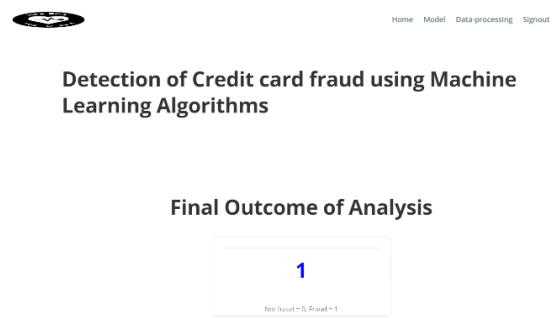 Home Model Data-processing Signout
Detection of Credit card fraud using Machine
Learning Algorithms
Final Outcome of Analysis
1
Not fraud = 0, Fraud = 1